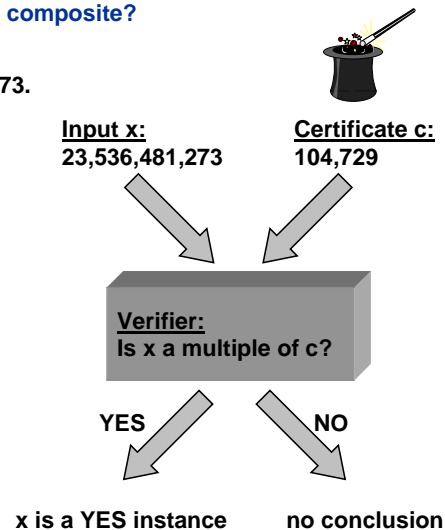 composite?
73.
Input x:
Certificate c:
23,536,481,273
104,729
Verifier:
Is x a multiple of c?
YES
NO
x is a YES instance
no conclusion